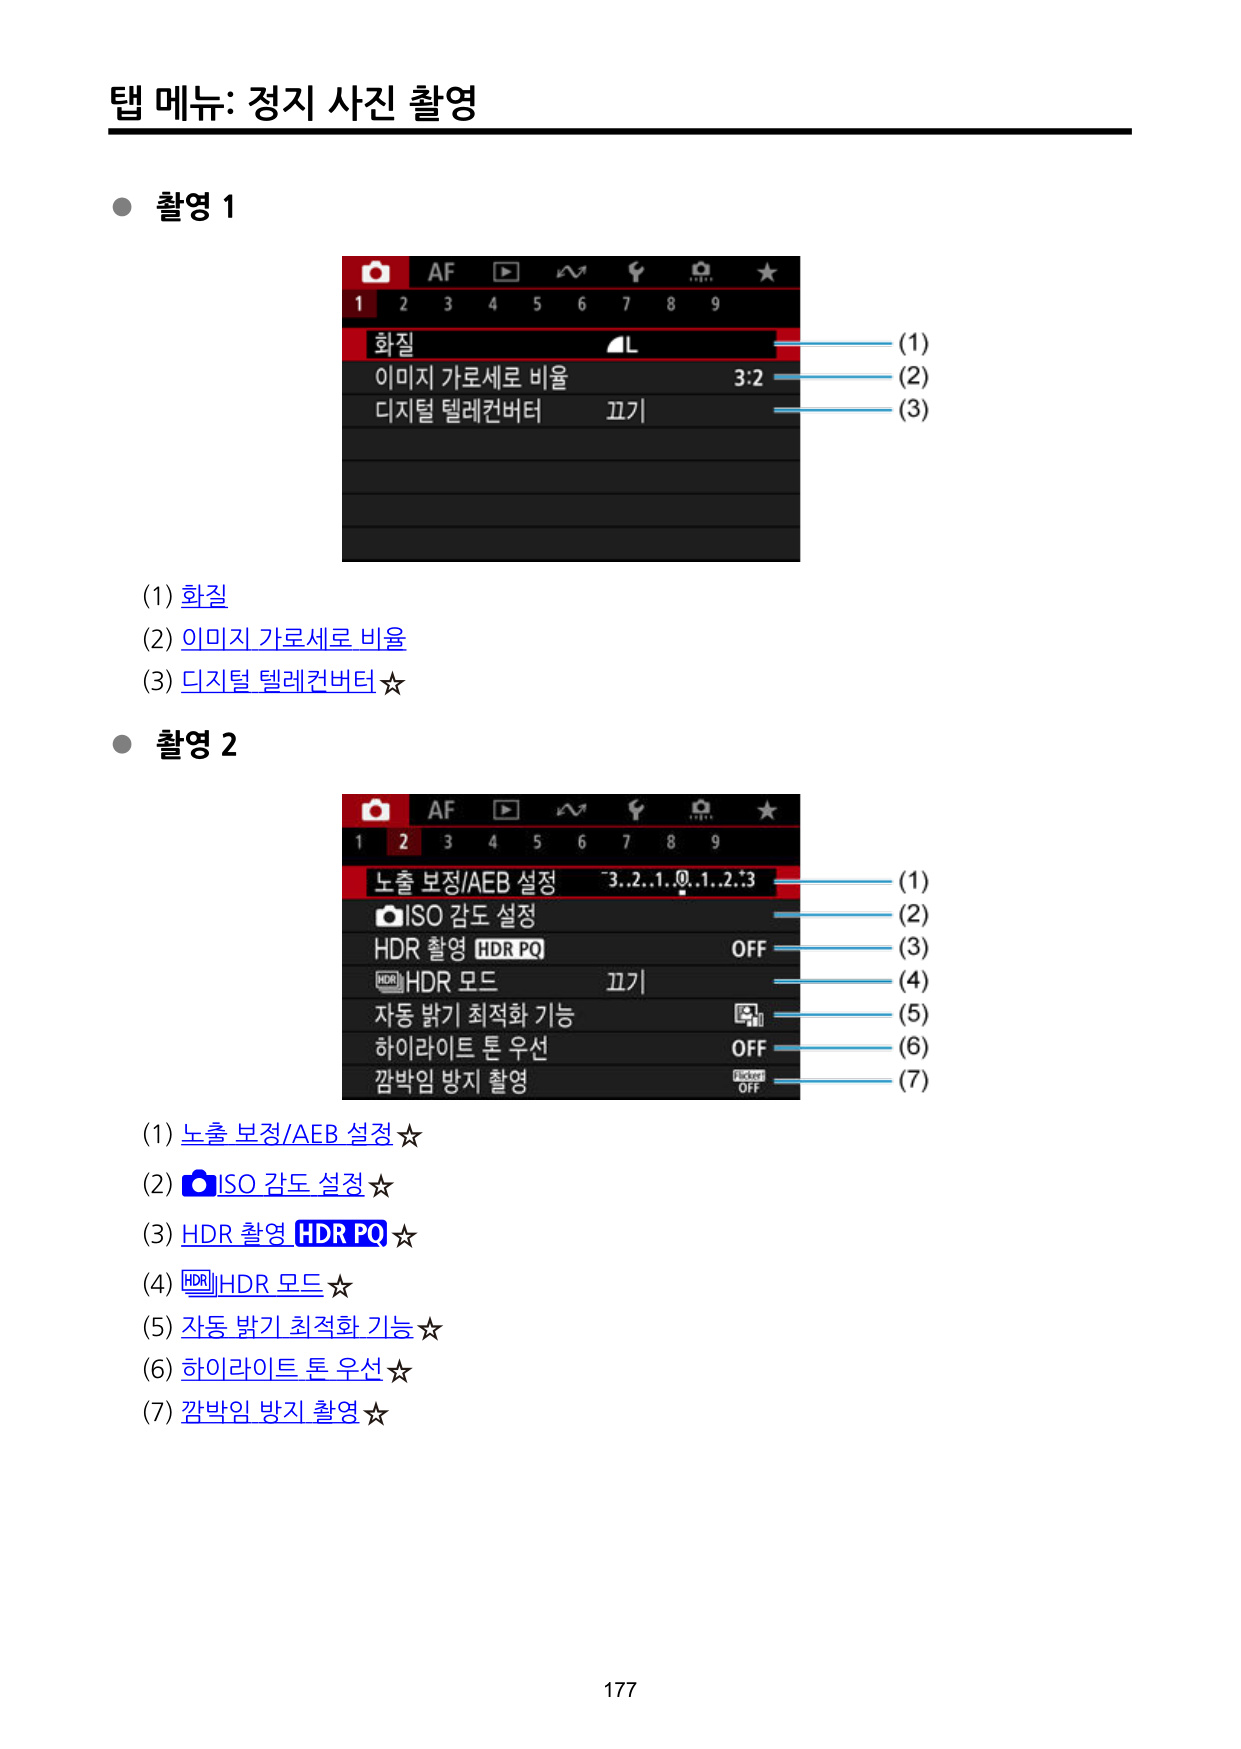 탭 메뉴: 정지 사진 촬영
● 촬영 1
AF
1 2 3 4 5 6 7 8 9
화질 L (1)
이미지 가로세로 비율 3:2 (2)
디지털 텔레컨버터 끄기 (3)
(1) 화질
(2) 이미지 가로세로 비율
(3) 디지털 텔레컨버터☆
● 촬영 2
AF
1 2 3 4 5 6 7 8 9
노출 보정/AEB 설정 -3..2..1..0..1..2.+3 (1)
ISO 감도 설정 (2)
HDR 촬영 HDR PQ OFF (3)
HDR HDR 모드 끄기 (4)
자동 밝기 최적화 기능 (5)
하이라이트 톤 우선 OFF (6)
깜박임 방지 촬영 Flicker! OFF (7)
(1) 노출 보정/AEB 설정☆
(2) ISO 감도 설정☆
(3) HDR 촬영 HDR PQ☆
(4) HDR HDR 모드☆
(5) 자동 밝기 최적화 기능☆
(6) 하이라이트 톤 우선☆
(7) 깜박임 방지 촬영☆
177